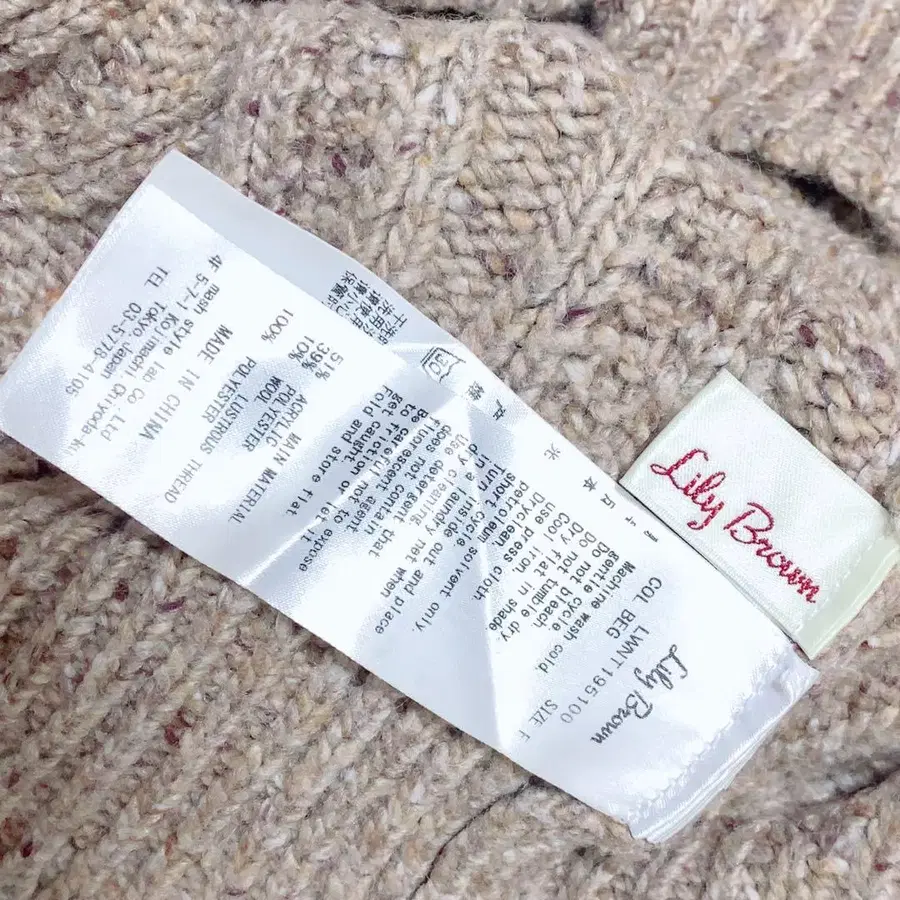 Lily Brown
Lily Brown
LWNT195100 SIZE F
COL BEG
Machine wash cold.
gentle cycle
Do not breach.
Do not tumble dry.
Dry flat in shade.
Cool iron.
use press cloth.
Dryclean
petroleum solvent only.
short cycle
Turn inside out and place
in a laundry net when
dry cleaning
Use detergent that
does not contain
fluorescent agent
Be careful not to expose
to friction or let it
get caught.
Fold and store flat
MAIN MATERIAL
51% ACRYLIC
39% POLYESTER
10% WOOL
LUSTROUS THREAD
100% POLYESTER
MADE IN CHINA
mash style lab Co.,Ltd
4F 5-7-1 Kojimachi Chiyoda-ku
Tokyo Japan
TEL 03-5778-4105
30